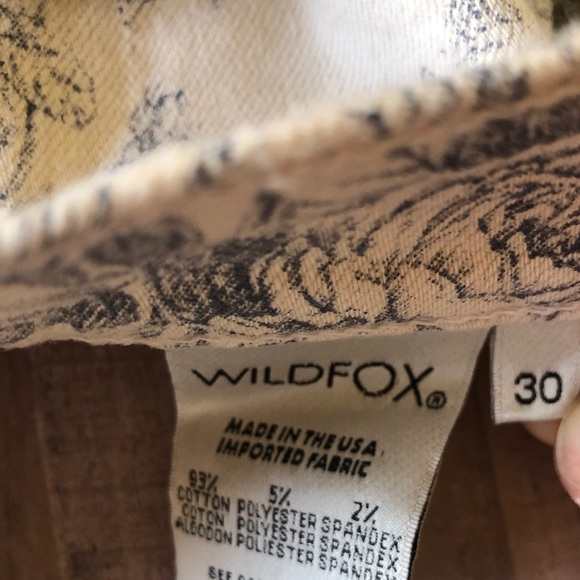 WILDFOX®
30
MADE IN THE USA
IMPORTED FABRIC
93% 5% 2%
COTTON POLYESTER SPANDEX
COTON POLYESTER SPANDEX
ALGODON POLIESTER SPANDEX
SEE